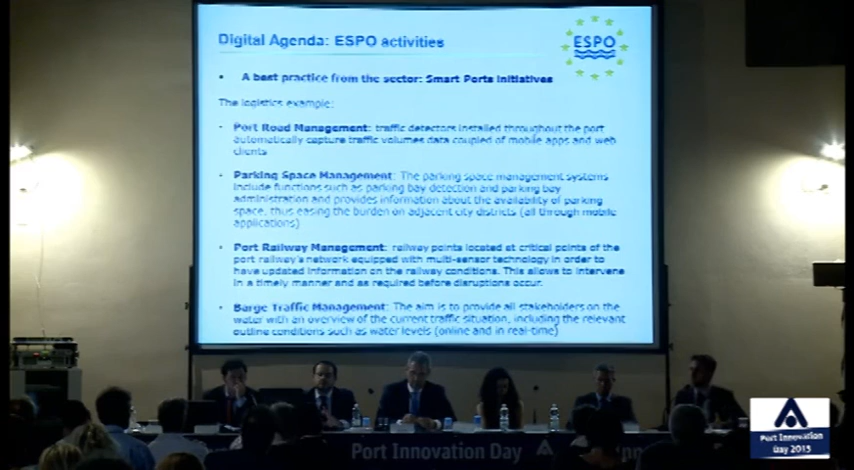 Digital Agenda: ESPO activities
ESPO
• A best practice from the sector: Smart Ports Initiatives
The logistics example:
• Port Road Management: traffic detectors installed throughout the port
automatically capture traffic volumes data coupled of mobile apps and web
clients
• Parking Space Management: The parking space management systems
include functions such as parking bay detection and parking bay
administration and provides information about the availability of parking
space, thus easing the burden on adjacent city districts (all through mobile
applications)
• Port Railway Management: railway points located at critical points of the
port railway's network equipped with multi-sensor technology in order to
have updated information on the railway conditions. This allows to intervene
in a timely manner and as required before disruptions occur.
• Barge Traffic Management: The aim is to provide all stakeholders on the
water with an overview of the current traffic situation, including the relevant
outline conditions such as water levels (online and in real-time)
Port Innovation Day
Port Innovation
Day 2015